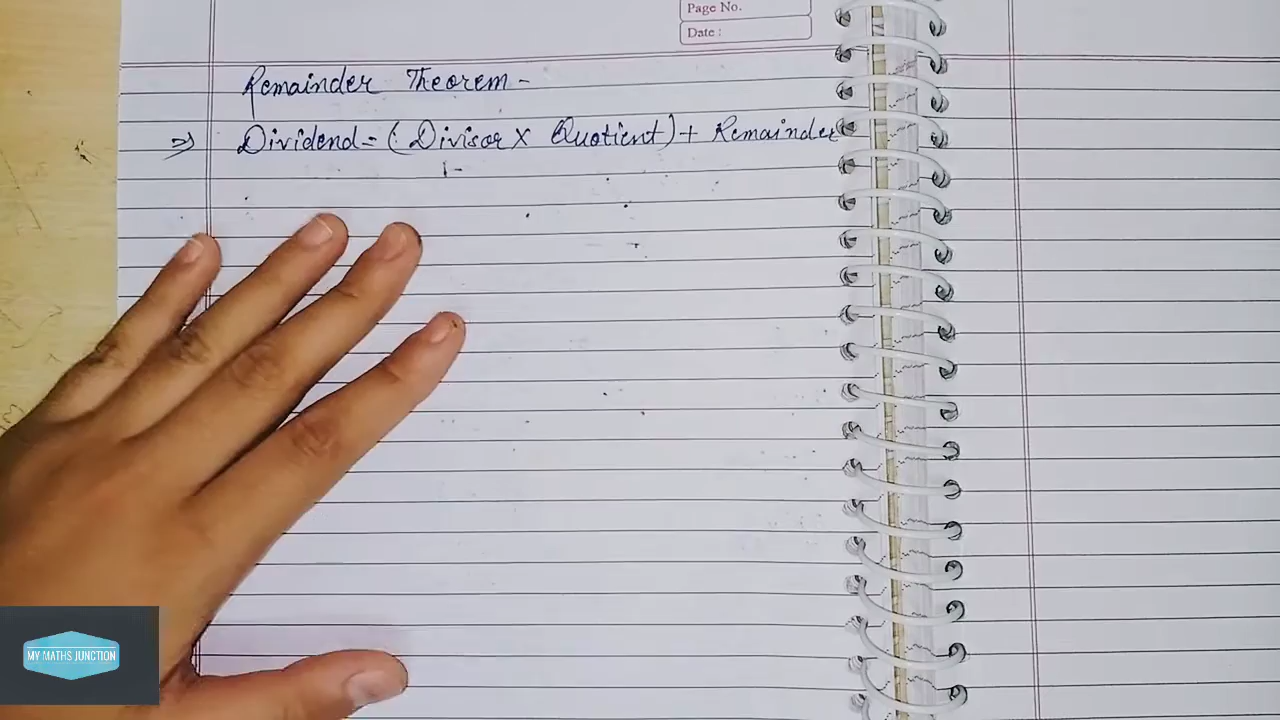 Page No.
Date :
Remainder Theorem -
⇒ Dividend = (Divisor X Quotient) + Remainder
MY MATHS JUNCTION